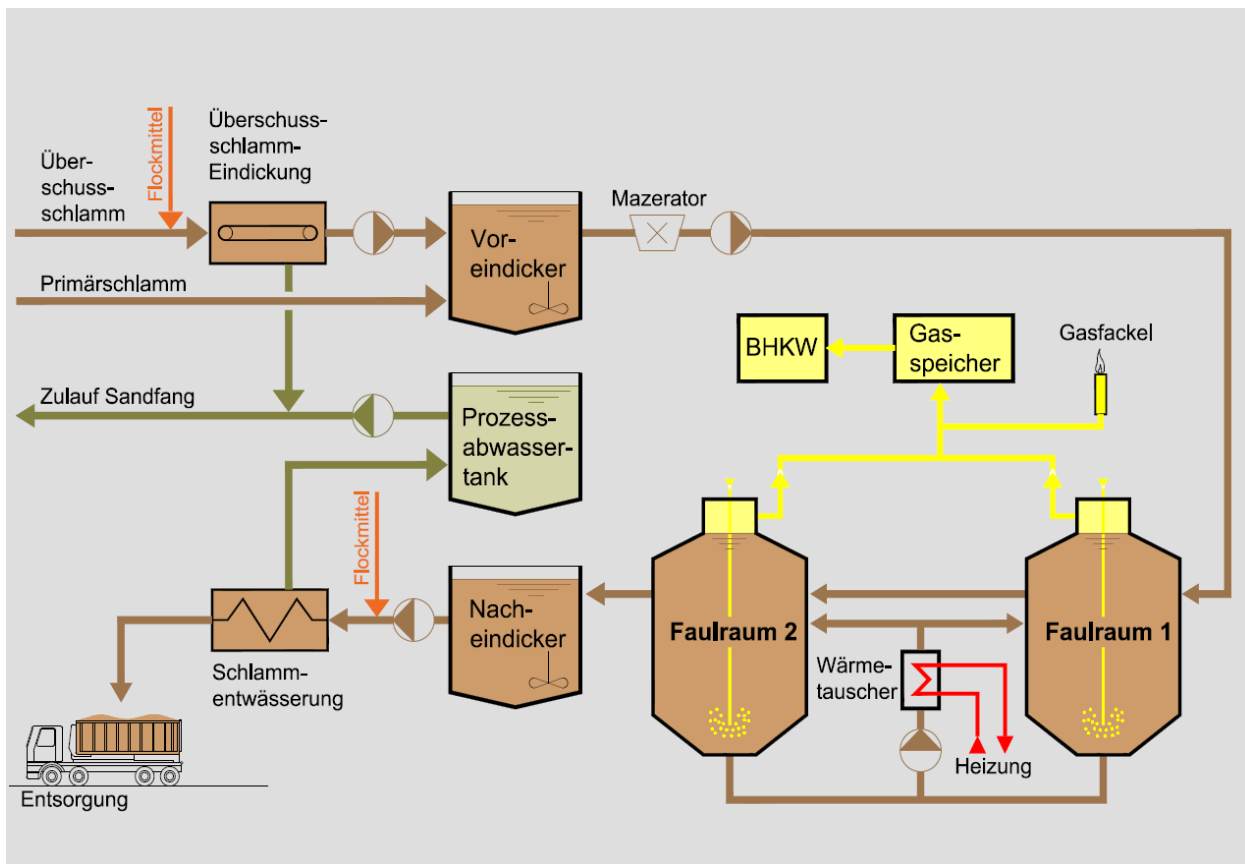 Über-
schuss-
schlamm
Flockmittel
Überschuss-
schlamm-
Eindickung
Primärschlamm
Vor-
eindicker
Mazerator
Zulauf Sandfang
Prozess-
abwasser-
tank
BHKW
Gas-
speicher
Gasfackel
Flockmittel
Schlamm-
entwässerung
Nach-
eindicker
Faulraum 2
Wärme-
tauscher
Heizung
Faulraum 1
Entsorgung